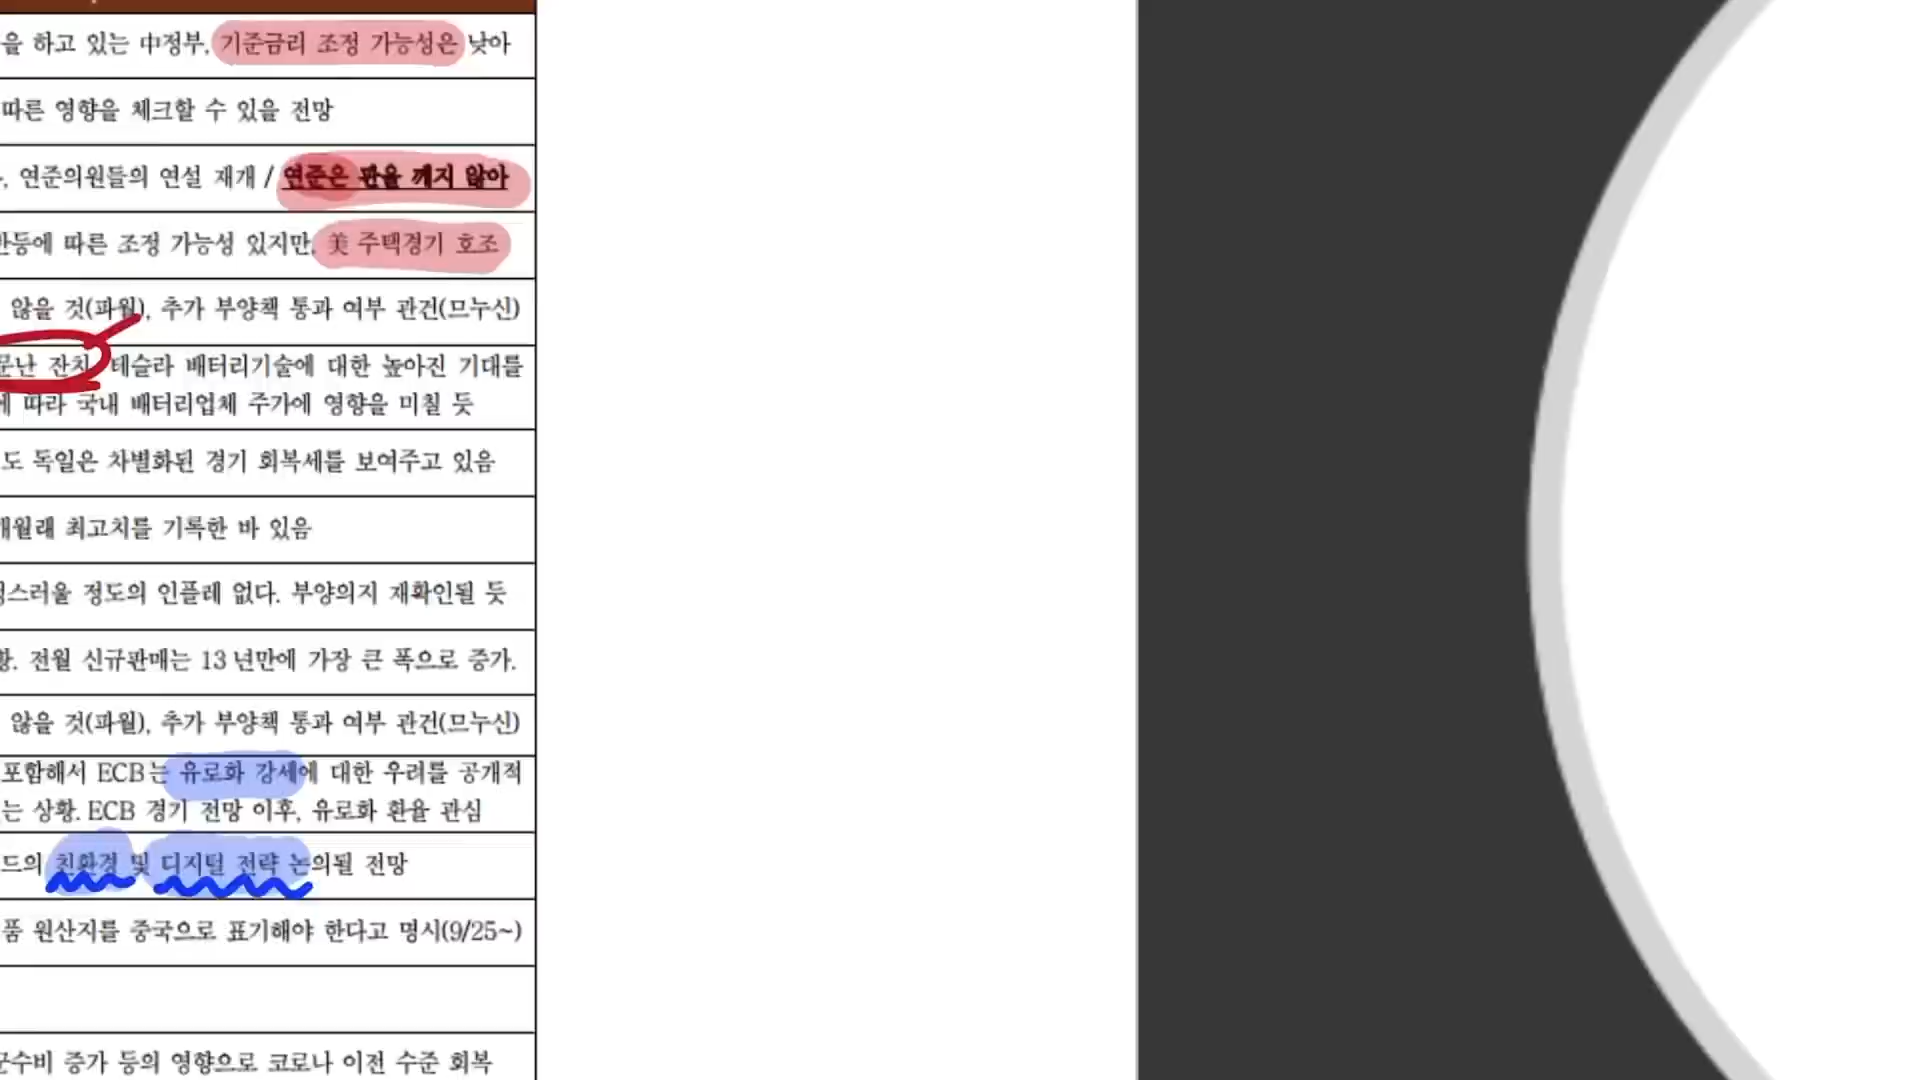 을 하고 있는 中정부, 기준금리 조정 가능성은 낮아
따른 영향을 체크할 수 있을 전망
, 연준의원들의 연설 재개 / 연준은 판을 깨지 않아
반등에 따른 조정 가능성 있지만, 美 주택경기 호조
않을 것(파월), 추가 부양책 통과 여부 관건(므누신)
문난 잔치, 테슬라 배터리기술에 대한 높아진 기대를
에 따라 국내 배터리업체 주가에 영향을 미칠 듯
도 독일은 차별화된 경기 회복세를 보여주고 있음
개월래 최고치를 기록한 바 있음
스러울 정도의 인플레 없다. 부양의지 재확인될 듯
황. 전월 신규판매는 13년만에 가장 큰 폭으로 증가.
않을 것(파월), 추가 부양책 통과 여부 관건(므누신)
포함해서 ECB는 유로화 강세에 대한 우려를 공개적
는 상황. ECB 경기 전망 이후, 유로화 환율 관심
드의 친환경 및 디지털 전략 논의될 전망
품 원산지를 중국으로 표기해야 한다고 명시(9/25~)
군수비 증가 등의 영향으로 코로나 이전 수준 회복